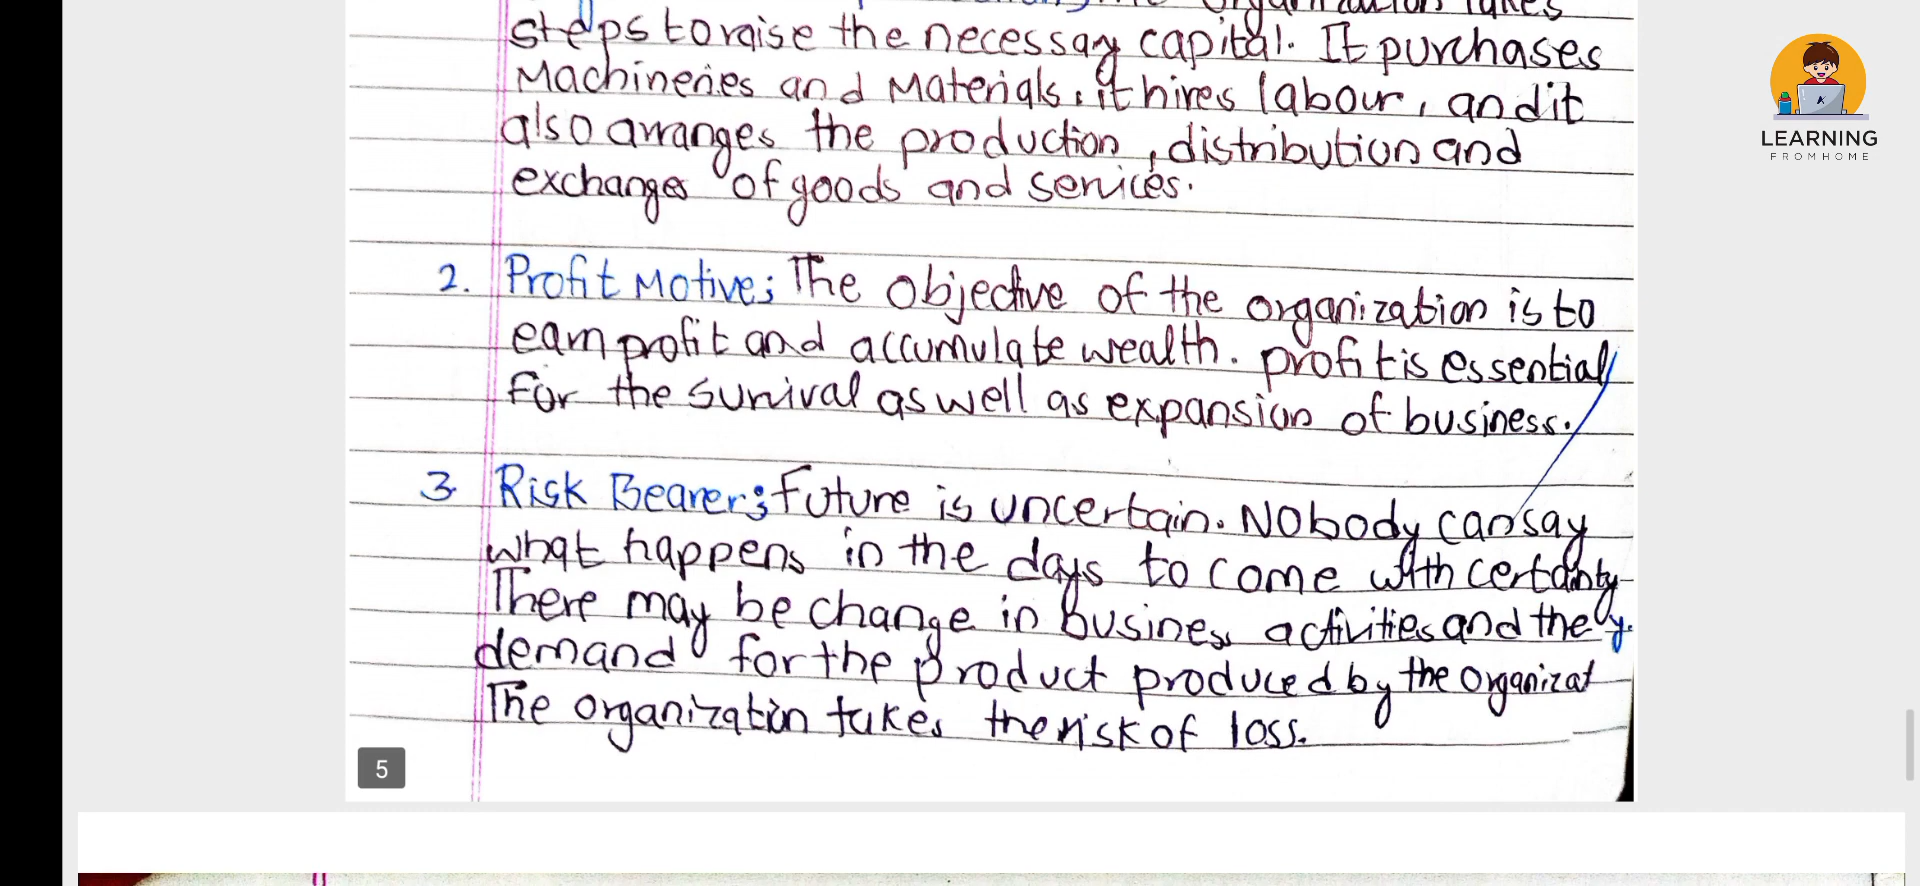 organization takes
steps to raise the necessary capital. It purchases
Machineries and Materials, it hires labour, and it
also arranges the production, distribution and
exchanges of goods and services.
2. Profit Motive; The objective of the organization is to
earn profit and accumulate wealth. profit is essential
for the survival as well as expansion of business.
3. Risk Bearer; Future is uncertain. Nobody can say
what happens in the days to come with certainty.
There may be change in business activities and the
demand for the product produced by the organizat
The organization takes the risk of loss.
5
K
LEARNING
FROMHOME